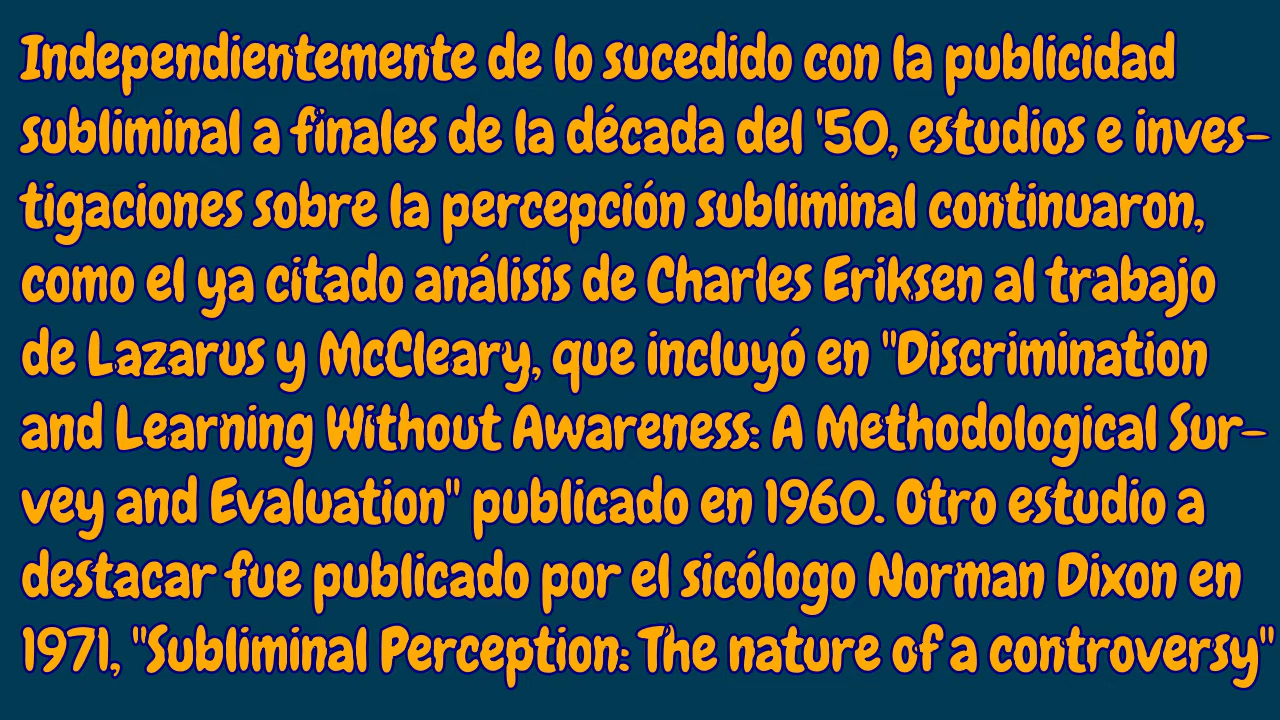 Independientemente de lo sucedido con la publicidad
subliminal a finales de la década del '50, estudios e inves-
tigaciones sobre la percepción subliminal continuaron,
como el ya citado análisis de Charles Eriksen al trabajo
de Lazarus y McCleary, que incluyó en "Discrimination
and Learning Without Awareness: A Methodological Sur-
vey and Evaluation" publicado en 1960. Otro estudio a
destacar fue publicado por el sicólogo Norman Dixon en
1971, "Subliminal Perception: The nature of a controversy"